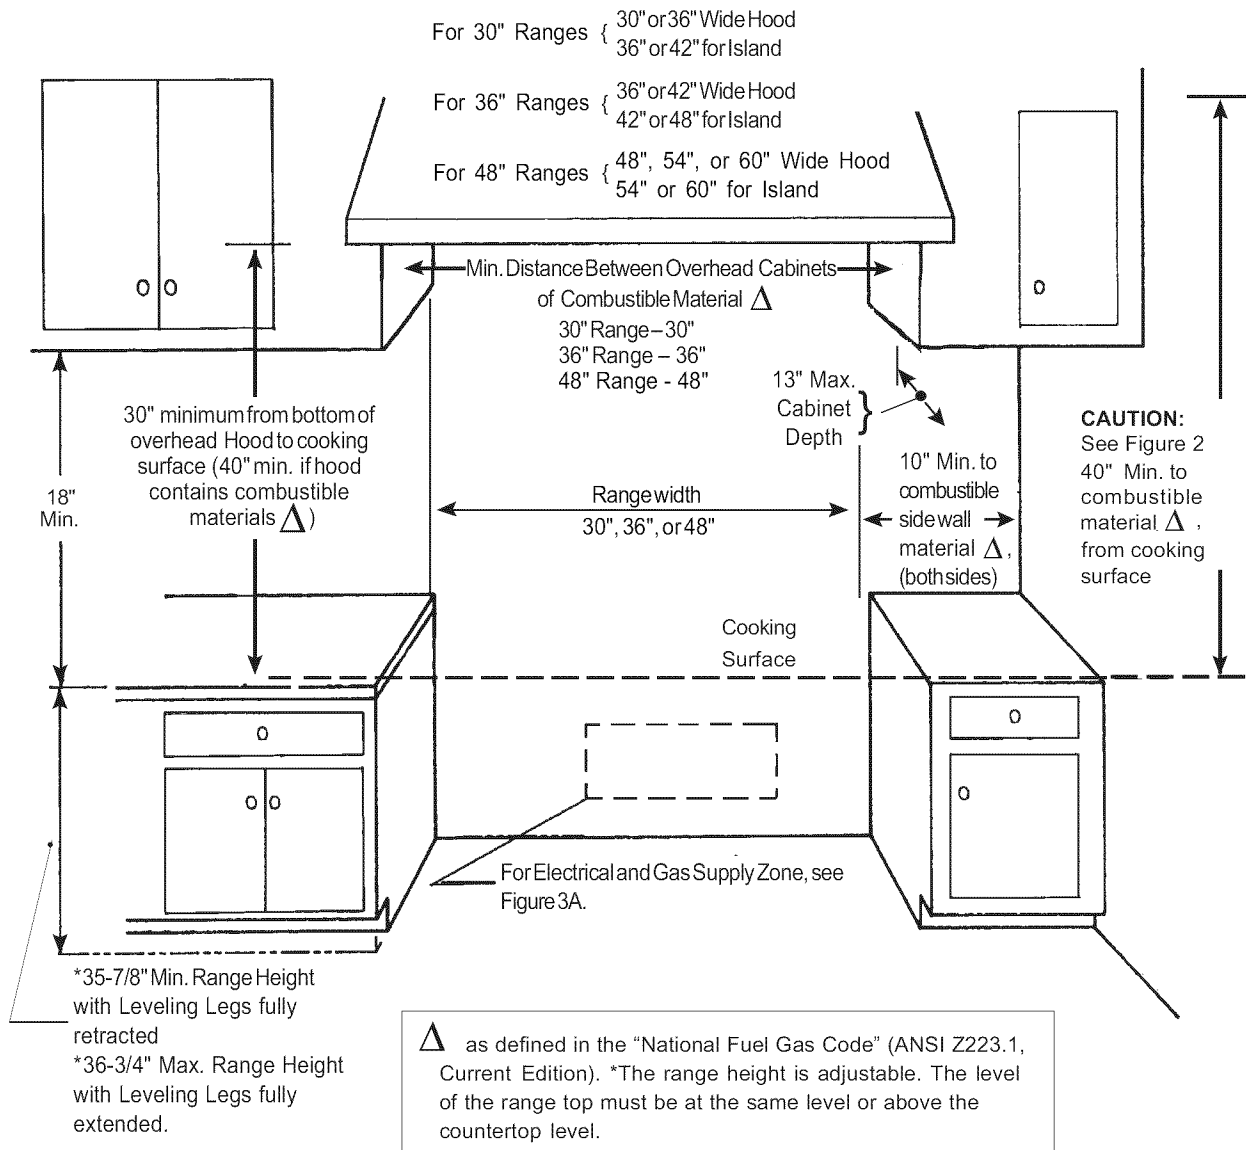 For 30" Ranges { 30" or 36" Wide Hood
36" or 42" for Island
For 36" Ranges { 36" or 42" Wide Hood
42" or 48" for Island
For 48" Ranges { 48", 54", or 60" Wide Hood
54" or 60" for Island
Min. Distance Between Overhead Cabinets
of Combustible Material Δ
30" Range – 30"
36" Range – 36"
48" Range - 48"
13" Max.
Cabinet
Depth
}
30" minimum from bottom of
overhead Hood to cooking
surface (40" min. if hood
contains combustible
materials Δ )
18"
Min.
Range width
30", 36", or 48"
10" Min. to
combustible
side wall
material Δ ,
(both sides)
CAUTION:
See Figure 2
40" Min. to
combustible
material Δ ,
from cooking
surface
Cooking
Surface
For Electrical and Gas Supply Zone, see
Figure 3A.
*35-7/8" Min. Range Height
with Leveling Legs fully
retracted
*36-3/4" Max. Range Height
with Leveling Legs fully
extended.
Δ as defined in the “National Fuel Gas Code” (ANSI Z223.1,
Current Edition). *The range height is adjustable. The level
of the range top must be at the same level or above the
countertop level.